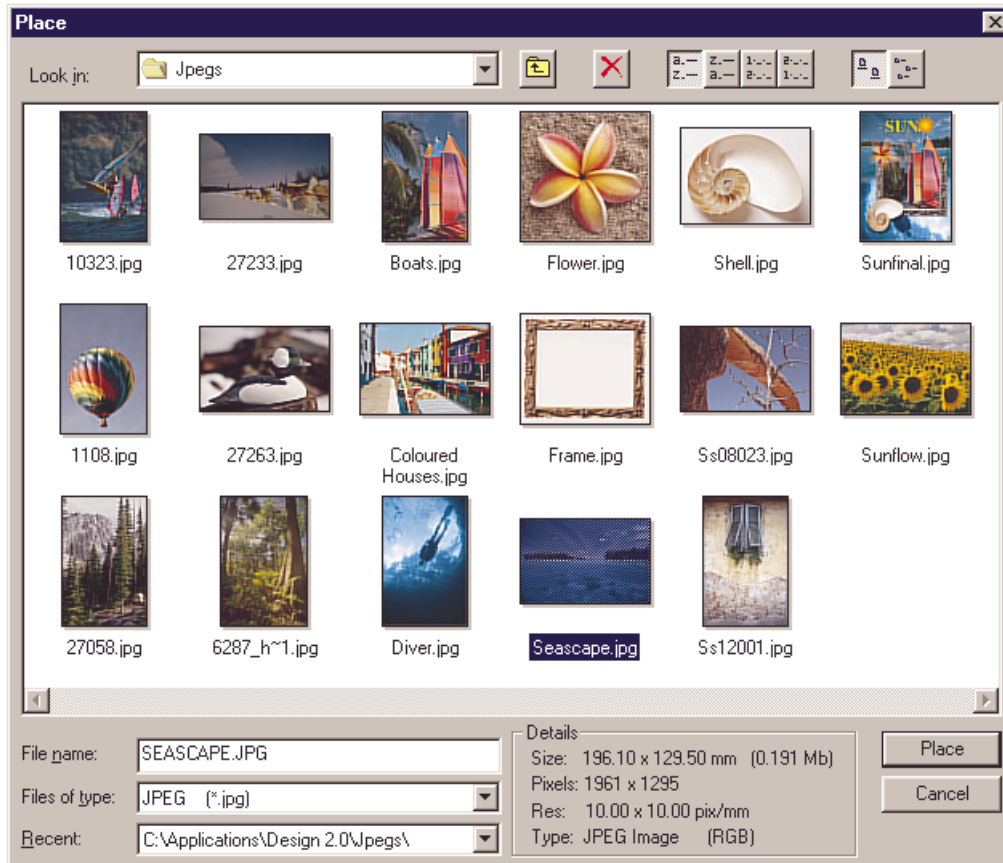 Place
Look in:
Jpegs
a.— z.—
z.— a.—
1-.-. 2-.-.
2-.-. 1-.-.
SUN
10323.jpg
27233.jpg
Boats.jpg
Flower.jpg
Shell.jpg
Sunfinal.jpg
1108.jpg
27263.jpg
Coloured
Houses.jpg
Frame.jpg
Ss08023.jpg
Sunflow.jpg
27058.jpg
6287_h~1.jpg
Diver.jpg
Seascape.jpg
Ss12001.jpg
File name:
SEASCAPE.JPG
Files of type:
JPEG (*.jpg)
Recent:
C:\Applications\Design 2.0\Jpegs\
Details
Size: 196.10 x 129.50 mm (0.191 Mb)
Pixels: 1961 x 1295
Res: 10.00 x 10.00 pix/mm
Type: JPEG Image (RGB)
Place
Cancel